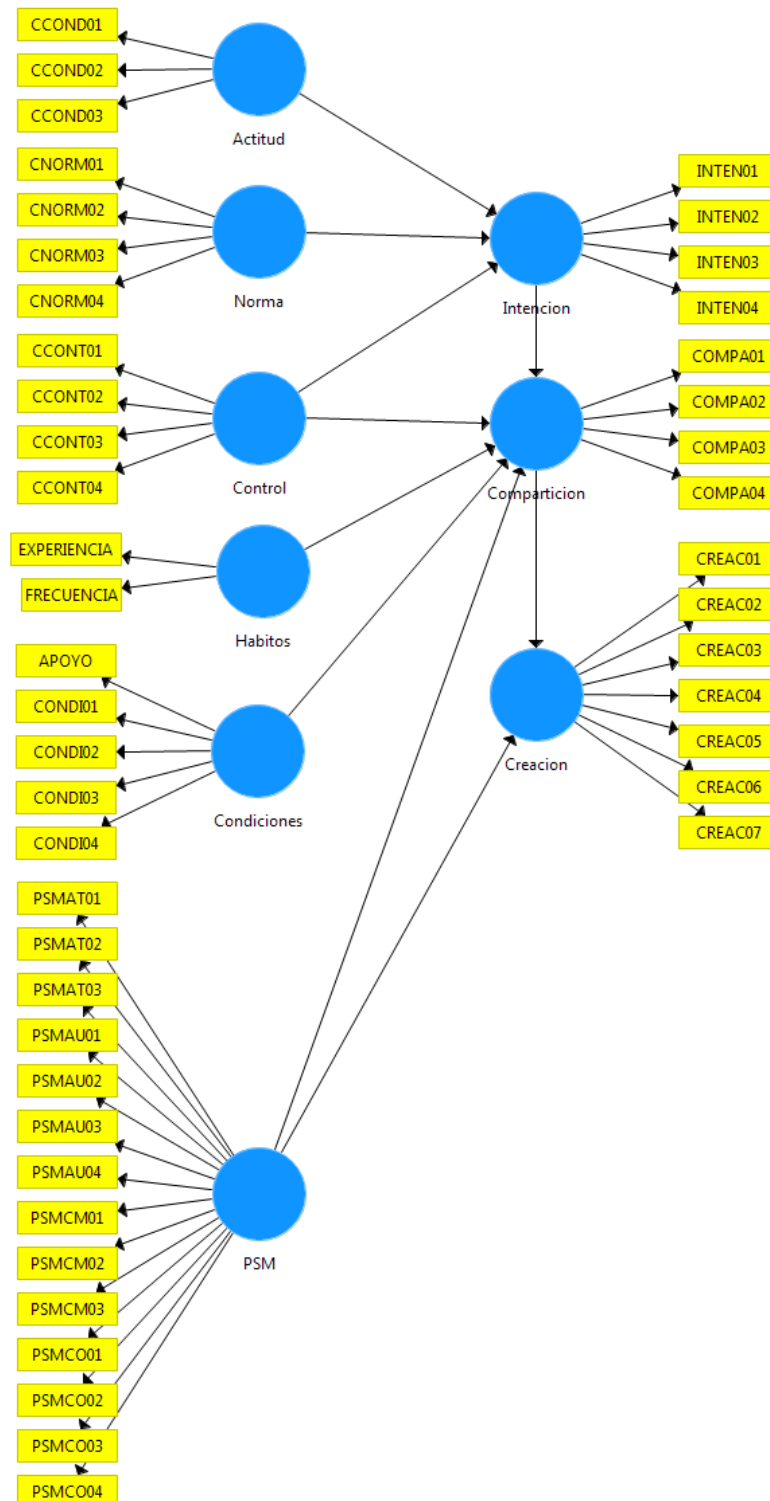 CCOND01
CCOND02
CCOND03
Actitud
CNORM01
CNORM02
CNORM03
CNORM04
Norma
CCONT01
CCONT02
CCONT03
CCONT04
Control
EXPERIENCIA
FRECUENCIA
Habitos
APOYO
CONDI01
CONDI02
CONDI03
CONDI04
Condiciones
PSMAT01
PSMAT02
PSMAT03
PSMAU01
PSMAU02
PSMAU03
PSMAU04
PSMCM01
PSMCM02
PSMCM03
PSMCO01
PSMCO02
PSMCO03
PSMCO04
PSM
Intencion
INTEN01
INTEN02
INTEN03
INTEN04
Comparticion
COMPA01
COMPA02
COMPA03
COMPA04
Creacion
CREAC01
CREAC02
CREAC03
CREAC04
CREAC05
CREAC06
CREAC07